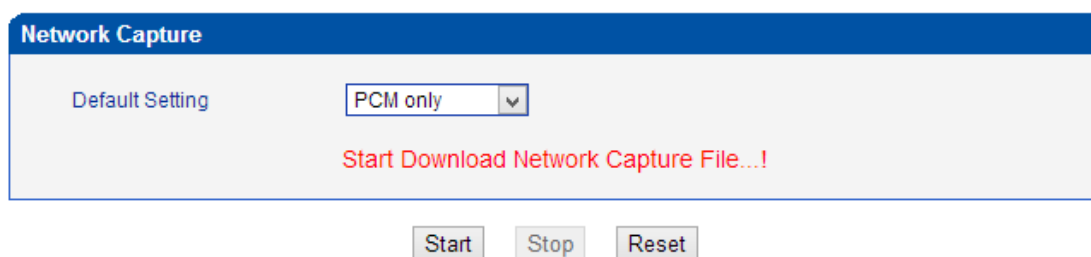 Network Capture
Default Setting PCM only
Start Download Network Capture File...!
Start Stop Reset